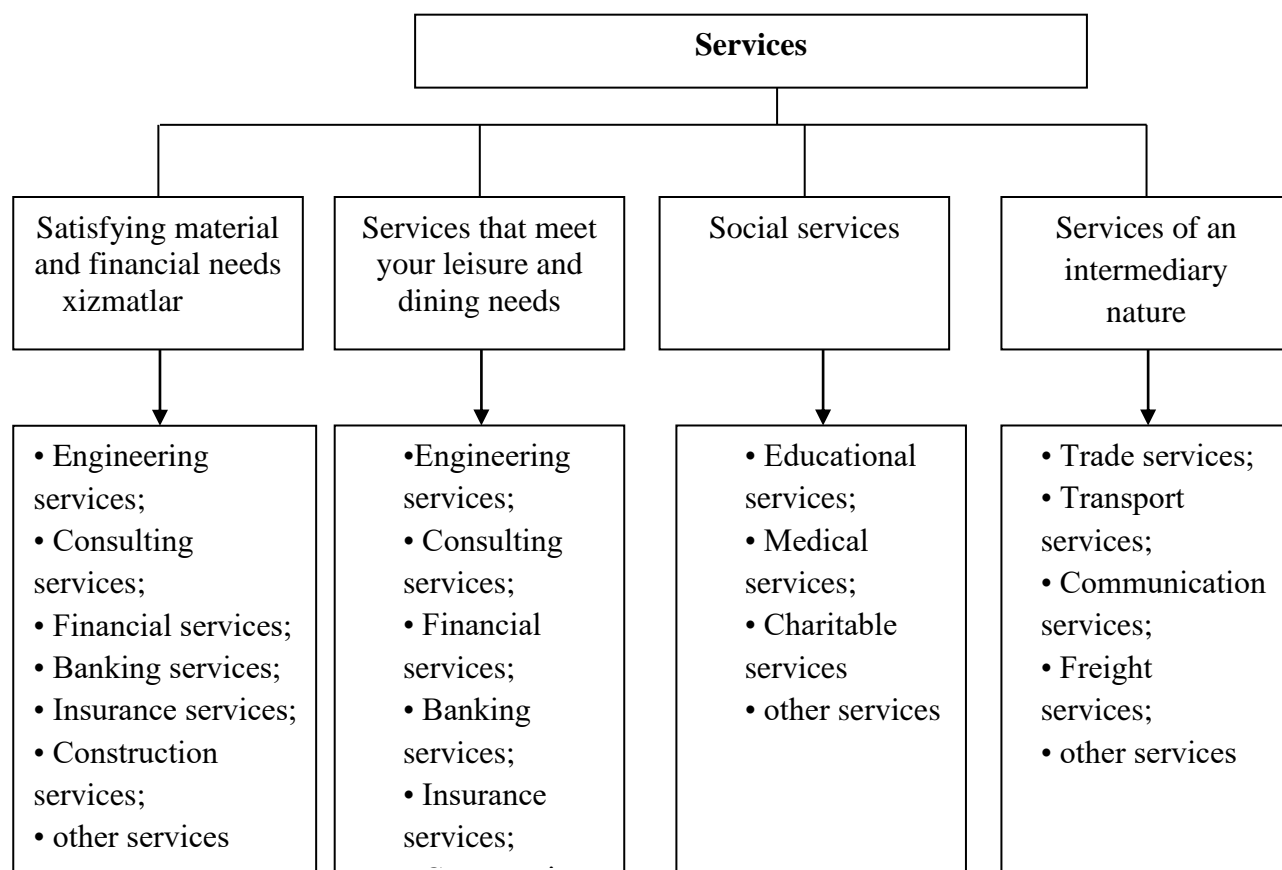 Services
Satisfying material
and financial needs
xizmatlar
Services that meet
your leisure and
dining needs
Social services
Services of an
intermediary
nature
• Engineering
services;
• Consulting
services;
• Financial services;
• Banking services;
• Insurance services;
• Construction
services;
• other services
•Engineering
services;
• Consulting
services;
• Financial
services;
• Banking
services;
• Insurance
services;
• Educational
services;
• Medical
services;
• Charitable
services
• other services
• Trade services;
• Transport
services;
• Communication
services;
• Freight
services;
• other services